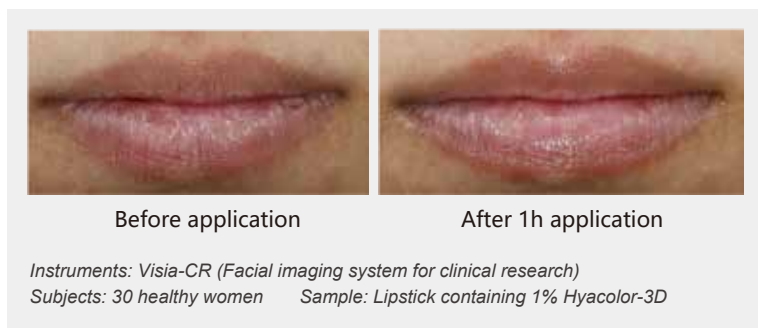 Before application
After 1h application
Instruments: Visia-CR (Facial imaging system for clinical research)
Subjects: 30 healthy women Sample: Lipstick containing 1% Hyacolor-3D